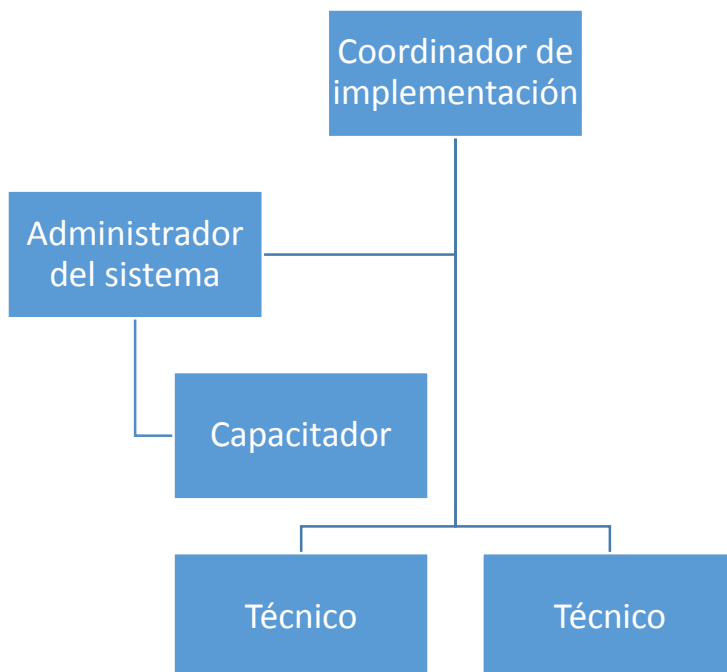 Coordinador de
implementación
Administrador
del sistema
Capacitador
Técnico
Técnico